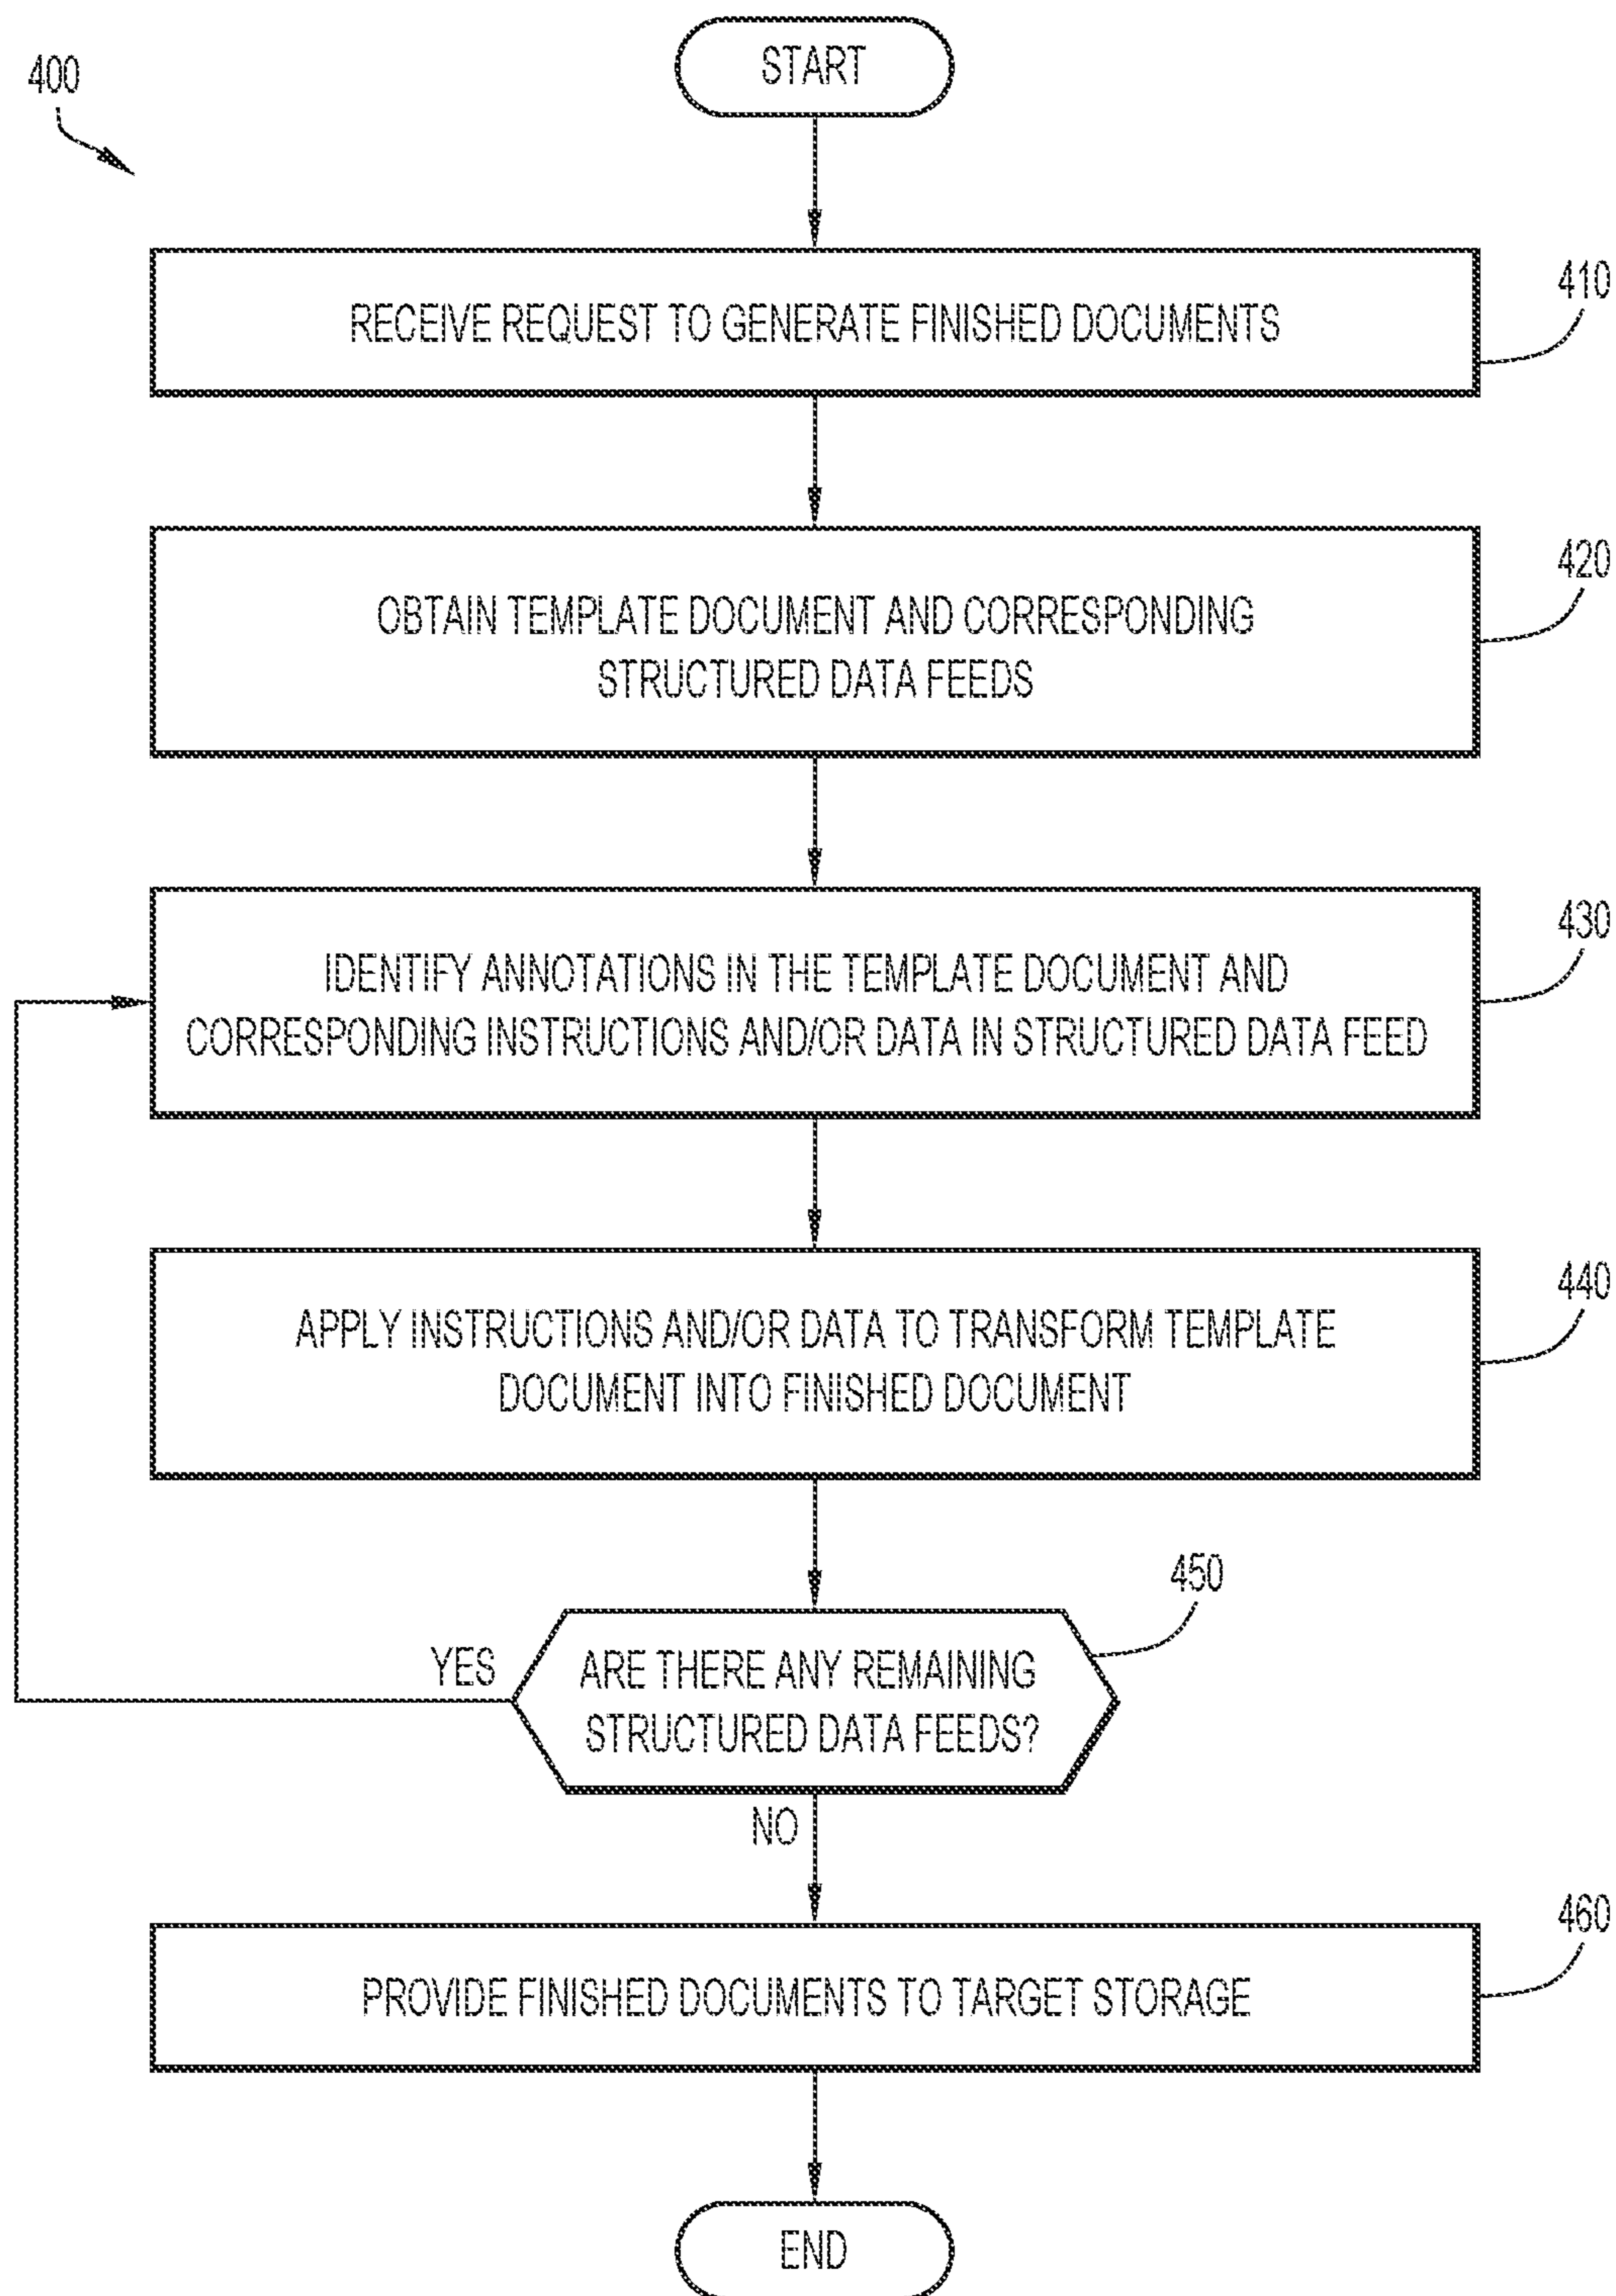 400
START
RECEIVE REQUEST TO GENERATE FINISHED DOCUMENTS
410
OBTAIN TEMPLATE DOCUMENT AND CORRESPONDING
STRUCTURED DATA FEEDS
420
IDENTIFY ANNOTATIONS IN THE TEMPLATE DOCUMENT AND
CORRESPONDING INSTRUCTIONS AND/OR DATA IN STRUCTURED DATA FEED
430
APPLY INSTRUCTIONS AND/OR DATA TO TRANSFORM TEMPLATE
DOCUMENT INTO FINISHED DOCUMENT
440
ARE THERE ANY REMAINING
STRUCTURED DATA FEEDS?
450
YES
NO
PROVIDE FINISHED DOCUMENTS TO TARGET STORAGE
460
END